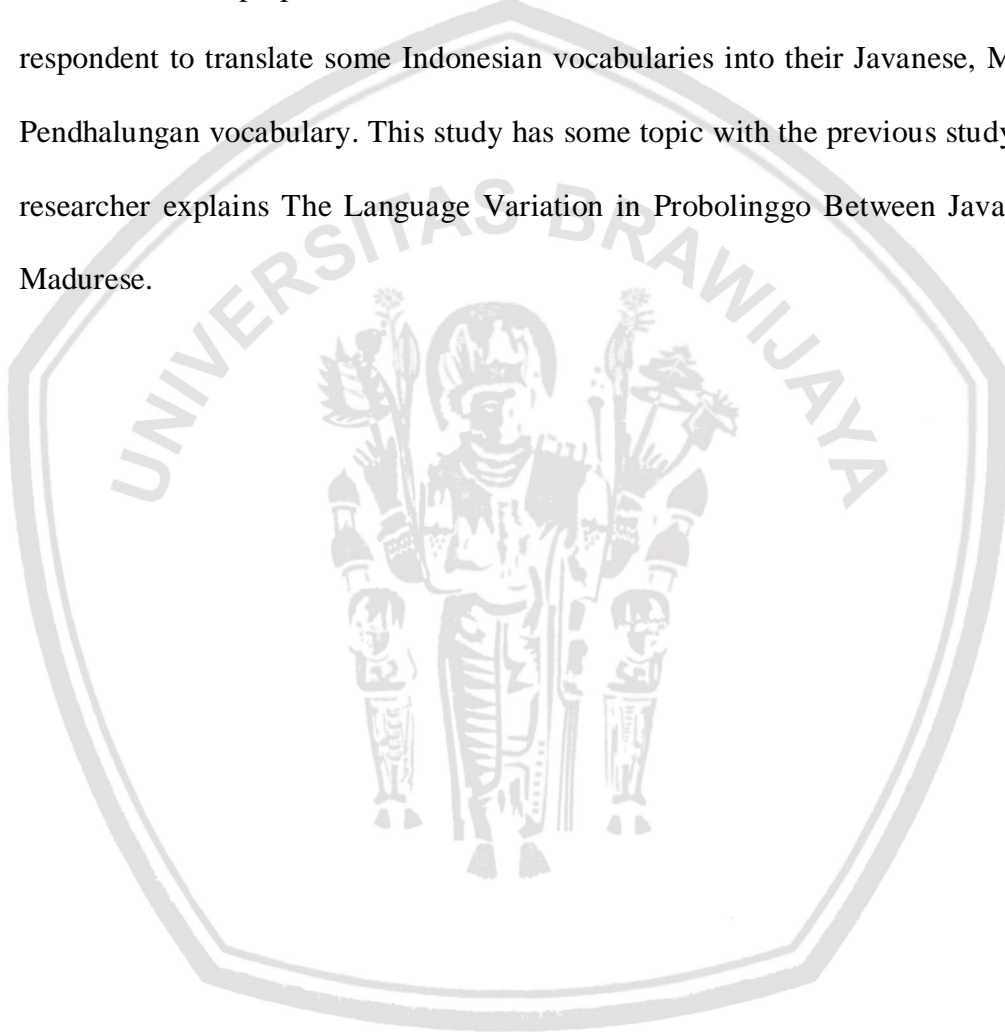 respondent to translate some Indonesian vocabularies into their Javanese, M
Pendhalungan vocabulary. This study has some topic with the previous study
researcher explains The Language Variation in Probolinggo Between Java
Madurese.
UNIVERSITAS BRAWIJAYA